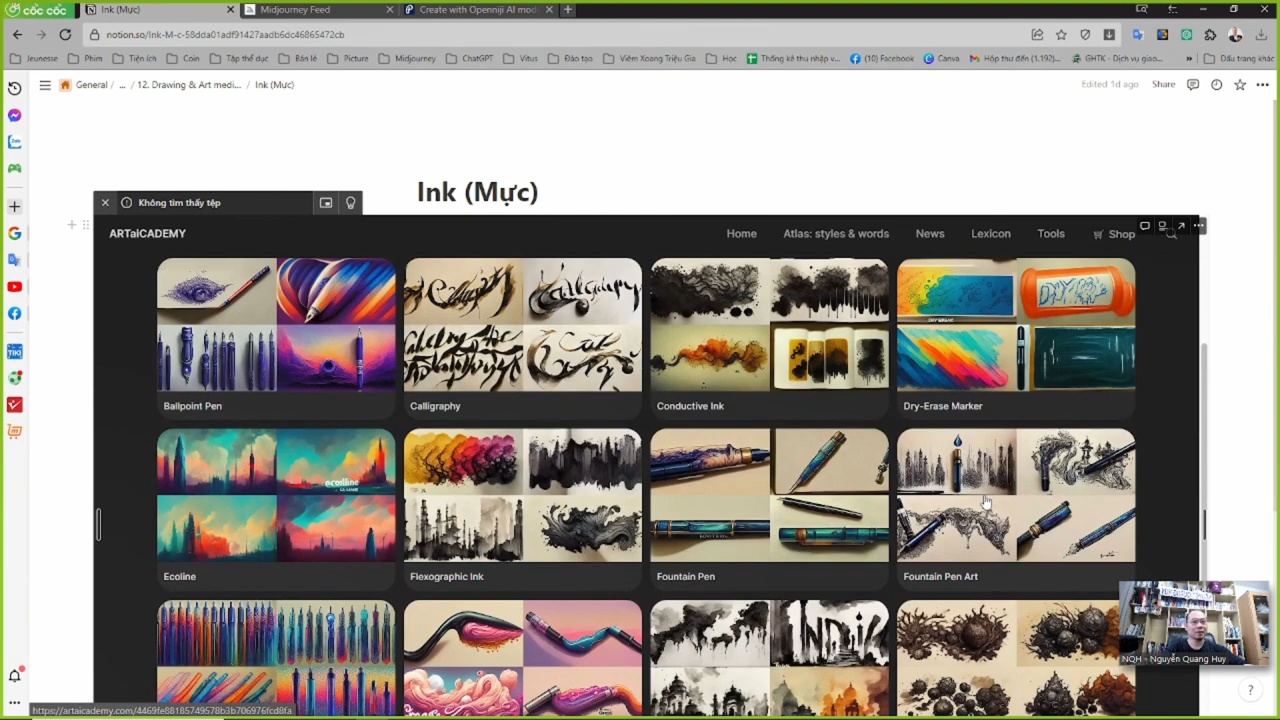 cốc cốc
Ink (Mực)
Midjourney Feed
Create with Openniji AI mod
notion.so/Ink-M-c-58dda01adf91427aadb6dc46865472cb
Jeunesse
Phim
Tiện ích
Coin
Tập thể dục
Bán lẻ
Picture
Midjourney
ChatGPT
Vitus
Đào tạo
Viêm Xoang Triệu Gia
Học
Thống kê thu nhập v...
(10) Facebook
Canva
Hộp thư đến (1.192)...
GHTK - Dịch vụ giao...
»
Dấu trang khác
General / ... / 12. Drawing & Art medi... / Ink (Mực)
Edited 1d ago
Share
Ink (Mực)
Không tìm thấy tệp
ARTaiCADEMY
Home
Atlas: styles & words
News
Lexicon
Tools
Shop
Ballpoint Pen
Calligraphy
Conductive Ink
Dry-Erase Marker
Ecoline
Flexographic Ink
Fountain Pen
Fountain Pen Art
NQH - Nguyễn Quang Huy
https://artaicademy.com/4469fe88185749578b3b706976fcd8fa
?